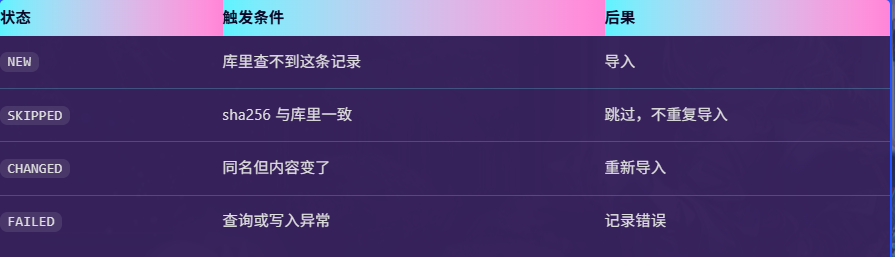 状态 触发条件 后果
NEW 库里查不到这条记录 导入
SKIPPED sha256 与库里一致 跳过，不重复导入
CHANGED 同名但内容变了 重新导入
FAILED 查询或写入异常 记录错误